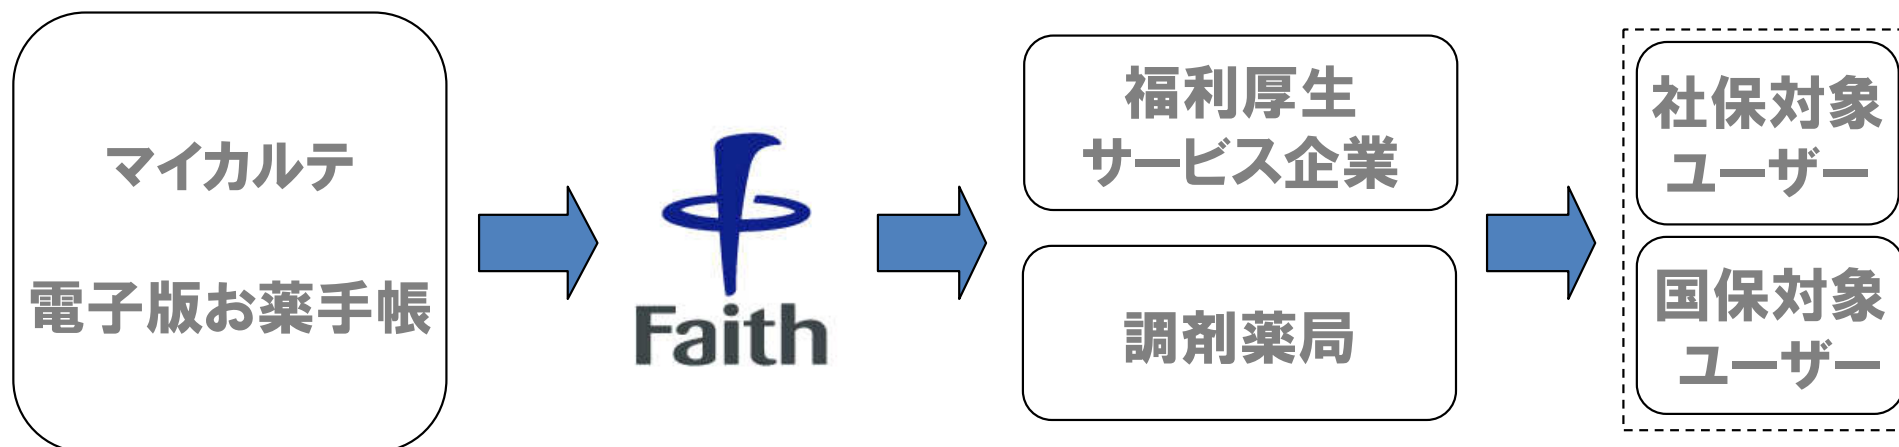 マイカルテ
電子版お薬手帳
Faith
福利厚生
サービス企業
調剤薬局
社保対象
ユーザー
国保対象
ユーザー